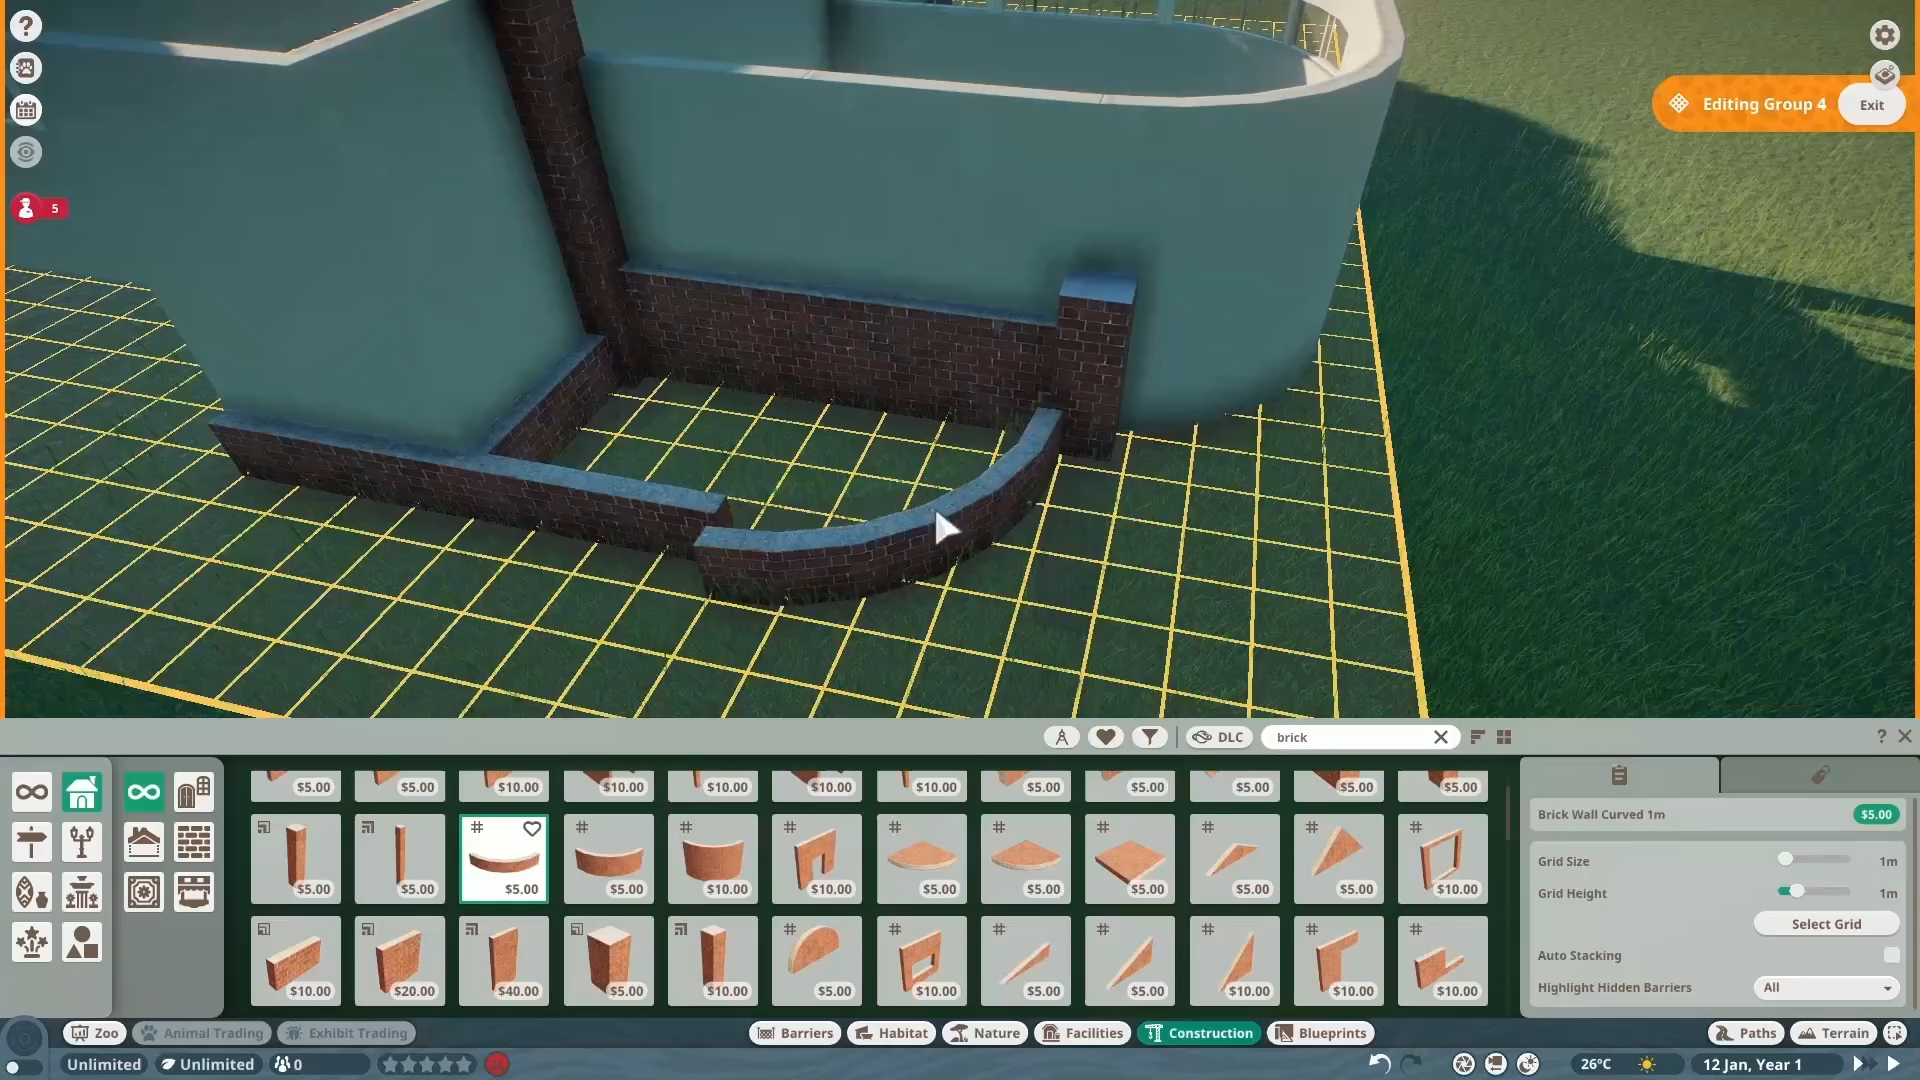 ?
5
Editing Group 4 Exit
DLC brick ?
$5.00 $5.00 $10.00 $10.00 $10.00 $10.00 $10.00 $5.00 $5.00 $5.00 $5.00 $5.00
$5.00 $5.00 $5.00 $5.00 $10.00 $10.00 $5.00 $5.00 $5.00 $5.00 $5.00 $10.00
$10.00 $20.00 $40.00 $5.00 $10.00 $5.00 $10.00 $5.00 $5.00 $10.00 $10.00 $10.00
Brick Wall Curved 1m $5.00
Grid Size 1m
Grid Height 1m
Select Grid
Auto Stacking
Highlight Hidden Barriers All
Zoo Animal Trading Exhibit Trading Barriers Habitat Nature Facilities Construction Blueprints Paths Terrain
Unlimited Unlimited 0 26°C 12 Jan, Year 1